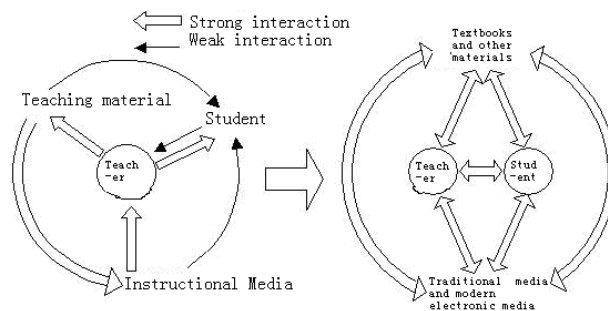 Strong interaction
Weak interaction
Teaching material
Student
Teach
-er
Instructional Media
Textbooks
and other
materials
Teach
-er
Stud
-ent
Traditional media
and modern
electronic media